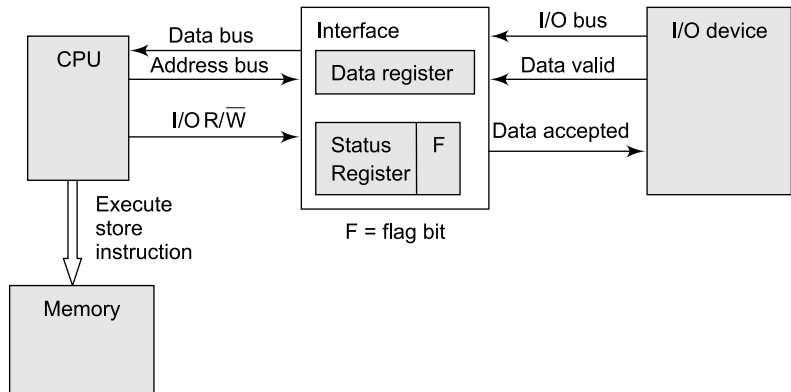 CPU
Data bus
Address bus
I/O R/W̅
Interface
Data register
Status
Register
F
F = flag bit
I/O bus
Data valid
Data accepted
I/O device
Execute
store
instruction
Memory